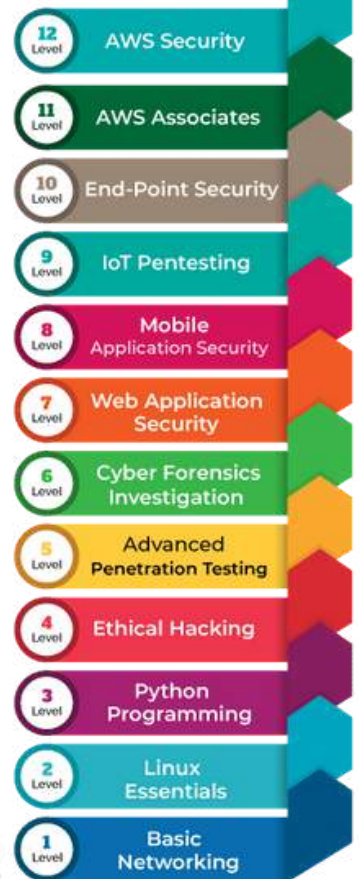 12
Level
AWS Security
11
Level
AWS Associates
10
Level
End-Point Security
9
Level
IoT Pentesting
8
Level
Mobile
Application Security
7
Level
Web Application
Security
6
Level
Cyber Forensics
Investigation
5
Level
Advanced
Penetration Testing
4
Level
Ethical Hacking
3
Level
Python
Programming
2
Level
Linux
Essentials
1
Level
Basic
Networking